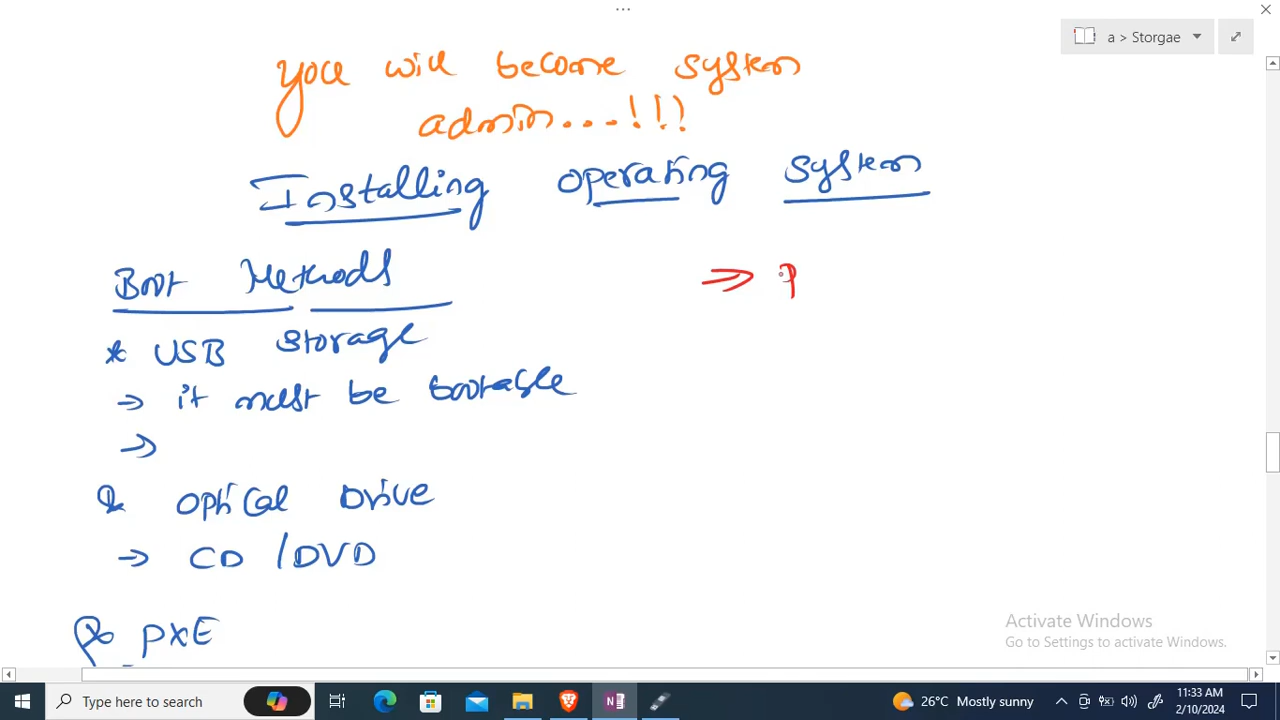 a > Storgae
you will become system
admin...!!!
Installing operating system
Boot Methods
⇒ P
* USB storage
→ it must be bootable
→
* optical Drive
→ CD /DVD
* PXE
Activate Windows
Go to Settings to activate Windows.
Type here to search
26°C Mostly sunny
11:33 AM
2/10/2024